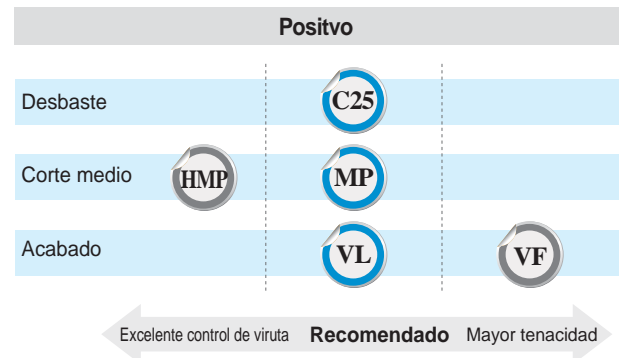 Positvo
Desbaste
C25
Corte medio
HMP
MP
Acabado
VL
VF
Excelente control de viruta
Recomendado
Mayor tenacidad